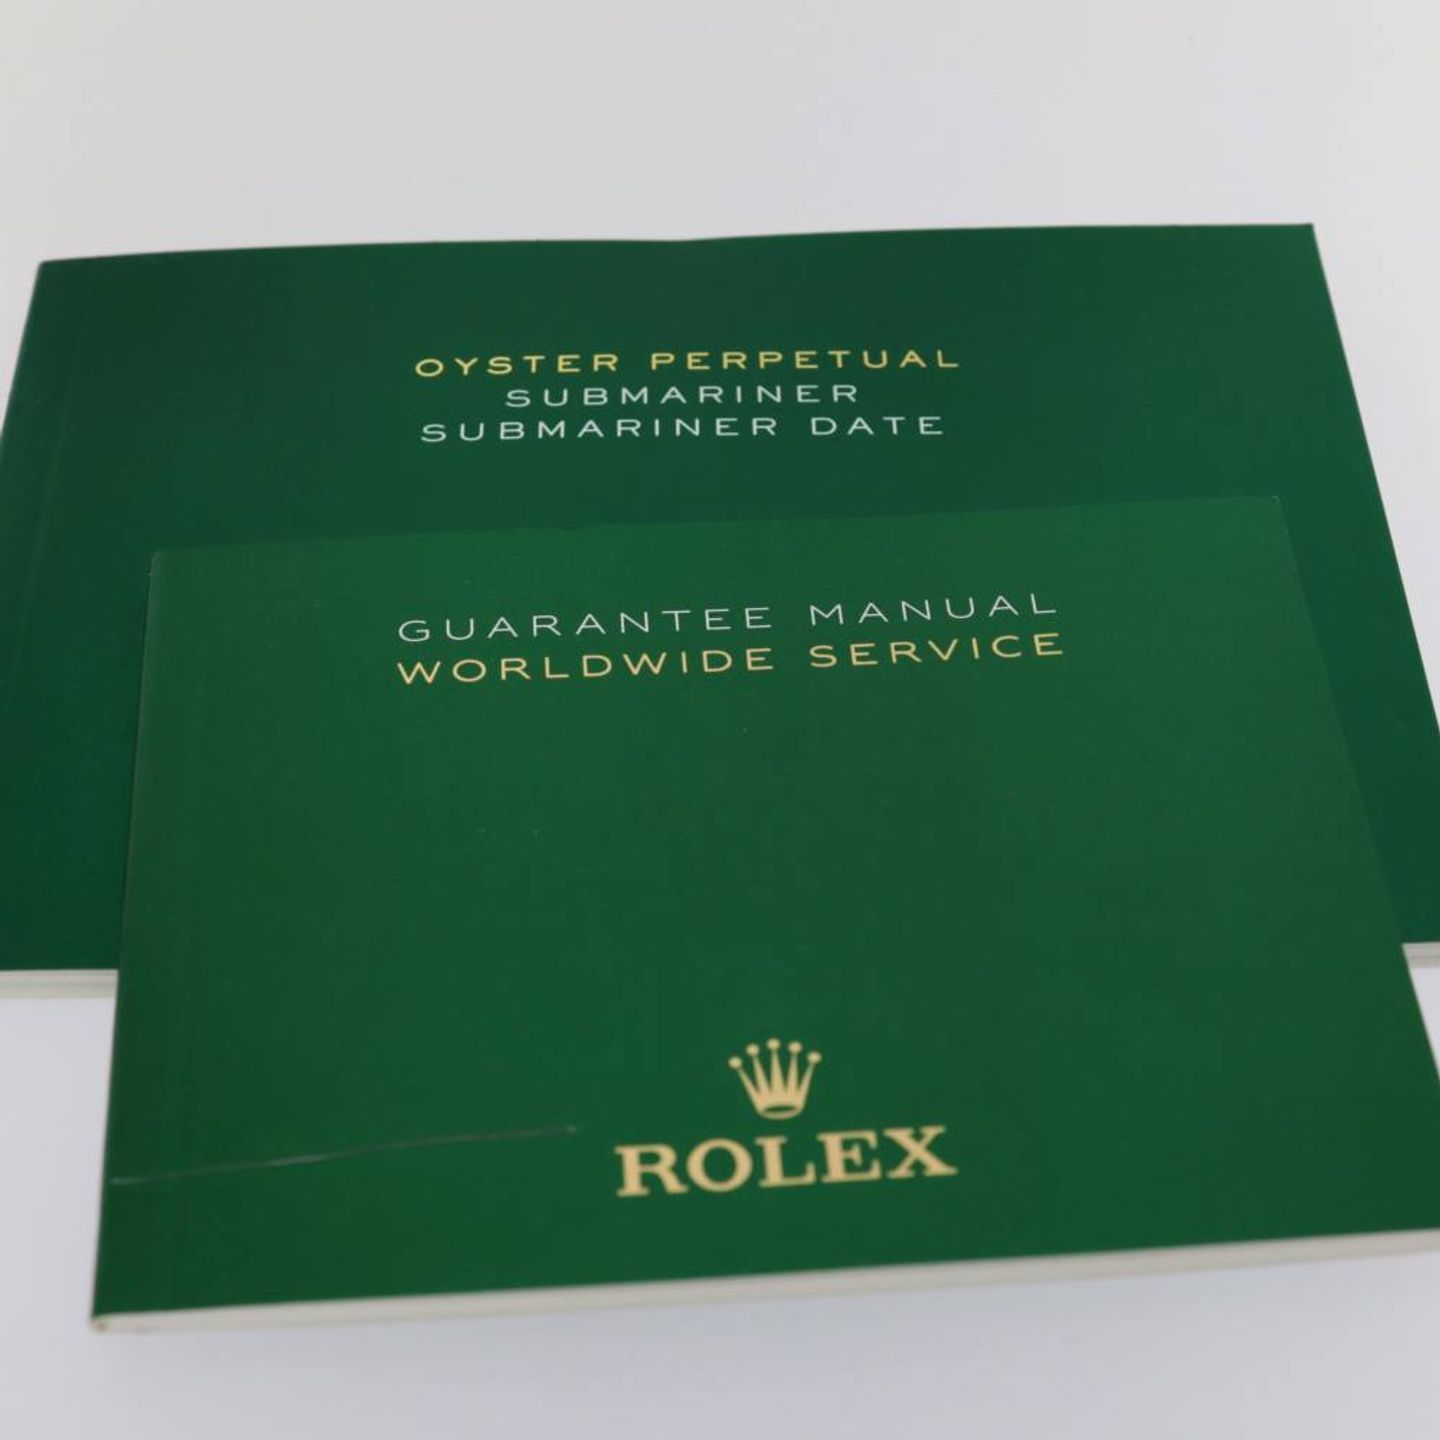 OYSTER PERPETUAL
SUBMARINER
SUBMARINER DATE
GUARANTEE MANUAL
WORLDWIDE SERVICE
ROLEX